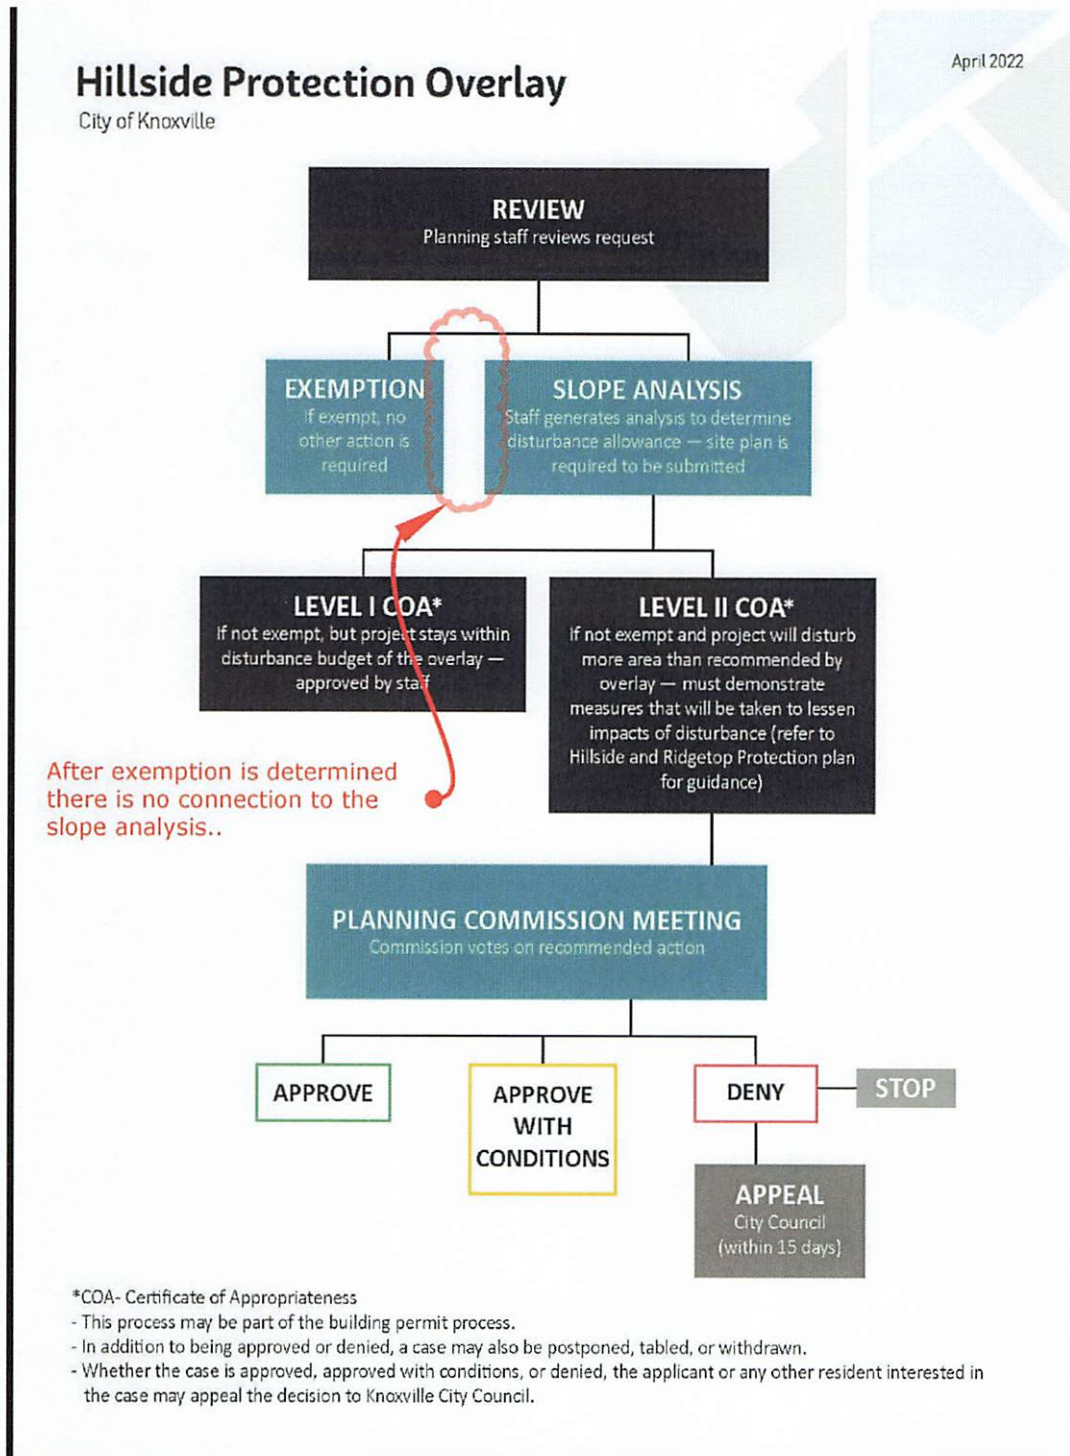 April 2022
Hillside Protection Overlay
City of Knoxville
REVIEW
Planning staff reviews request
EXEMPTION
If exempt, no
other action is
required
SLOPE ANALYSIS
Staff generates analysis to determine
disturbance allowance — site plan is
required to be submitted
LEVEL I COA*
If not exempt, but project stays within
disturbance budget of the overlay —
approved by staff
LEVEL II COA*
If not exempt and project will disturb
more area than recommended by
overlay — must demonstrate
measures that will be taken to lessen
impacts of disturbance (refer to
Hillside and Ridgetop Protection plan
for guidance)
After exemption is determined
there is no connection to the
slope analysis..
PLANNING COMMISSION MEETING
Commission votes on recommended action
APPROVE
APPROVE
WITH
CONDITIONS
DENY
STOP
APPEAL
City Council
(within 15 days)
*COA- Certificate of Appropriateness
- This process may be part of the building permit process.
- In addition to being approved or denied, a case may also be postponed, tabled, or withdrawn.
- Whether the case is approved, approved with conditions, or denied, the applicant or any other resident interested in
the case may appeal the decision to Knoxville City Council.